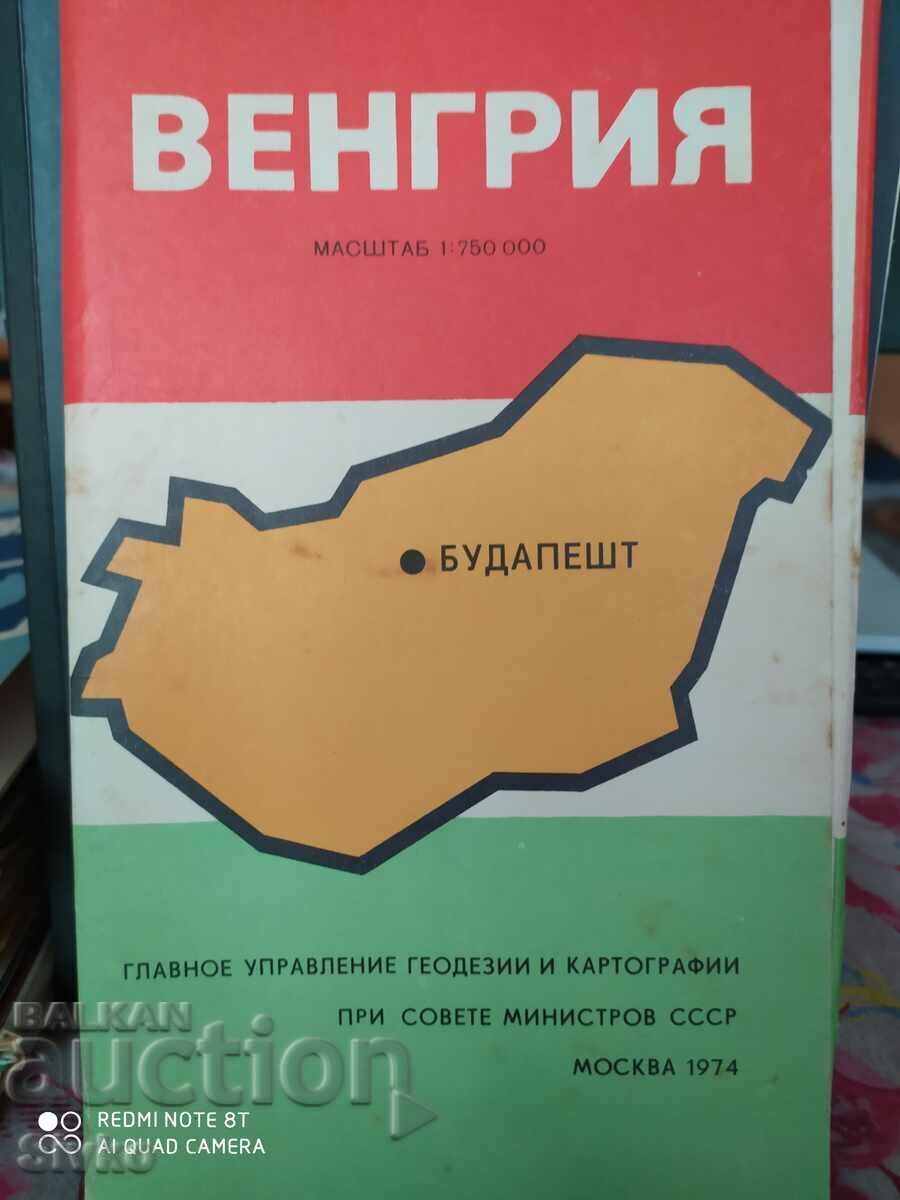 ВЕНГРИЯ
МАСШТАБ 1:750 000
БУДАПЕШТ
ГЛАВНОЕ УПРАВЛЕНИЕ ГЕОДЕЗИИ И КАРТОГРАФИИ
ПРИ СОВЕТЕ МИНИСТРОВ СССР
МОСКВА 1974
BALKAN
auction
REDMI NOTE 8T
AI QUAD CAMERA
Sivko